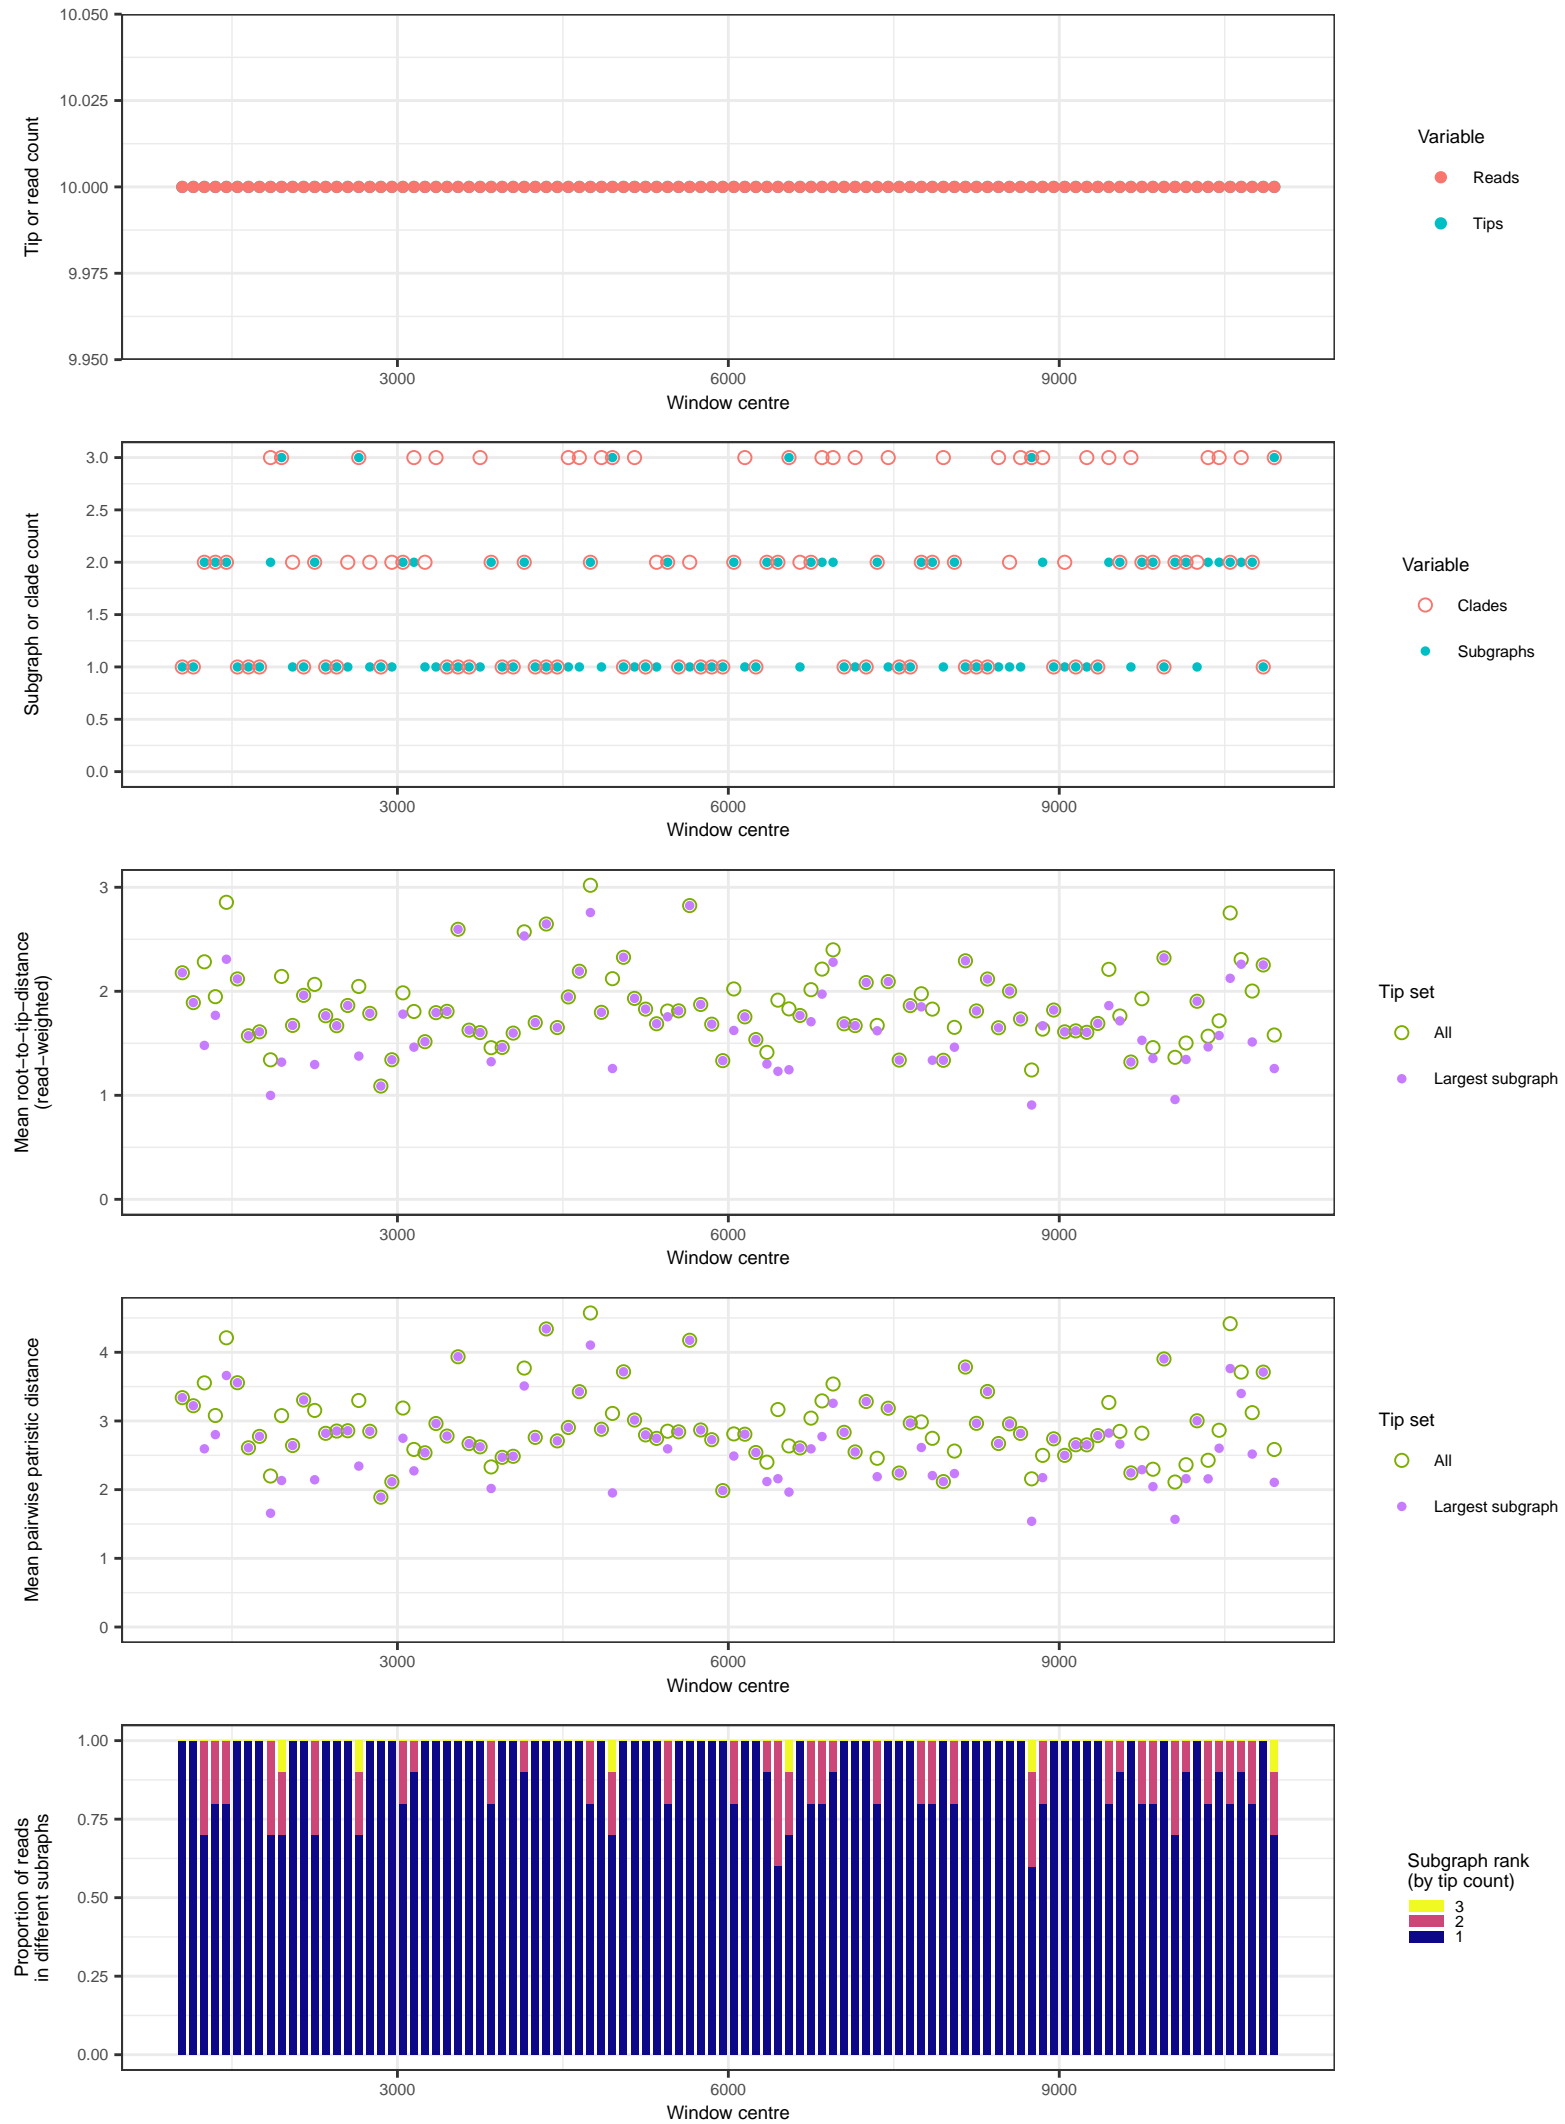 10.050
10.025
10.000
9.975
9.950
Tip or read count
3000
6000
9000
Window centre
Variable
Reads
Tips
3.0
2.5
2.0
1.5
1.0
0.5
0.0
Subgraph or clade count
3000
6000
9000
Window centre
Variable
Clades
Subgraphs
3
2
1
0
Mean root−to−tip−distance
(read−weighted)
3000
6000
9000
Window centre
Tip set
All
Largest subgraph
4
3
2
1
0
Mean pairwise patristic distance
3000
6000
9000
Window centre
Tip set
All
Largest subgraph
1.00
0.75
0.50
0.25
0.00
Proportion of reads
in different subraphs
3000
6000
9000
Window centre
Subgraph rank
(by tip count)
3
2
1